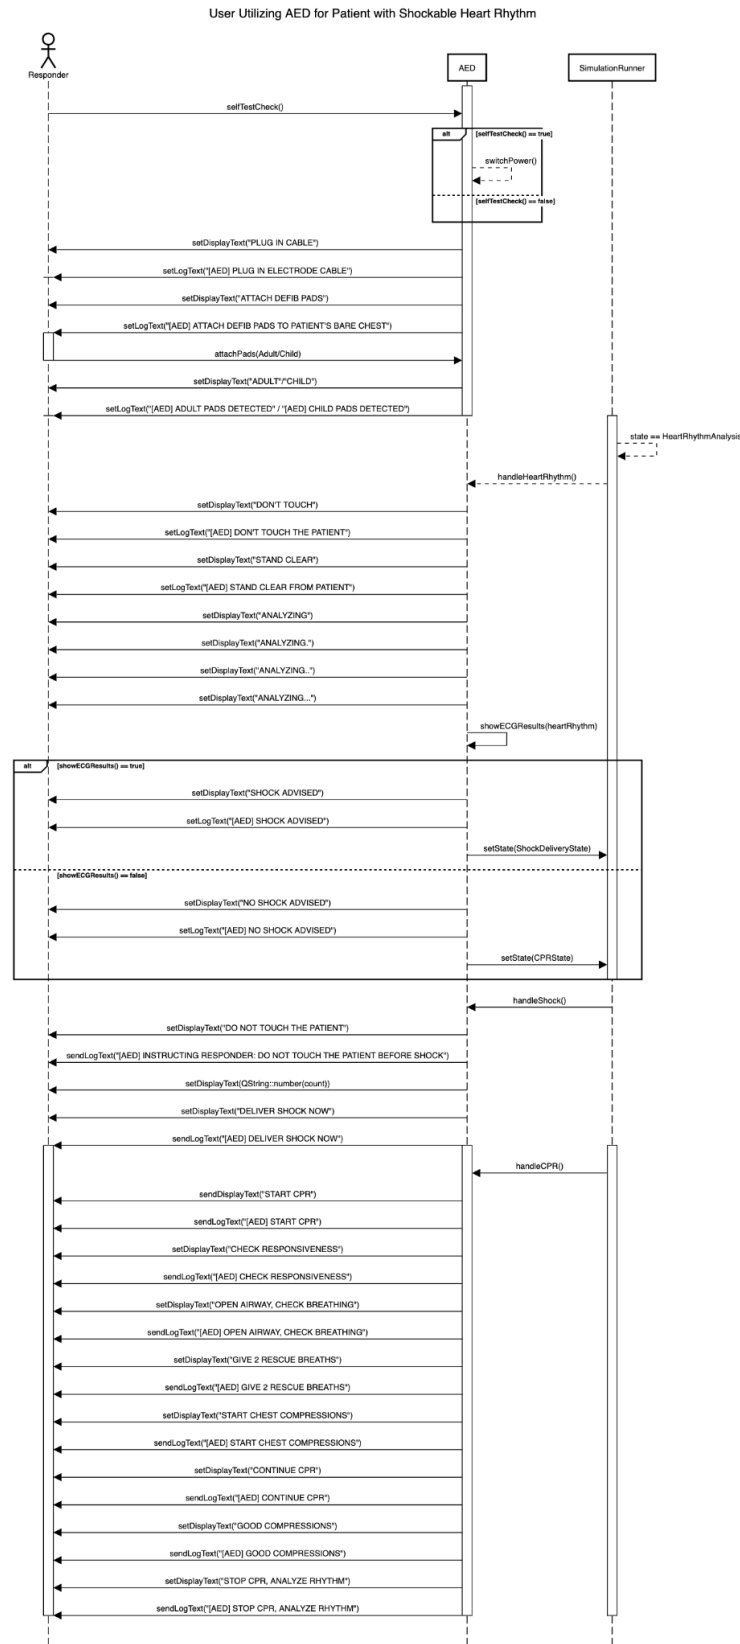 User Utilizing AED for Patient with Shockable Heart Rhythm
Responder
AED
SimulationRunner
selfTestCheck()
alt
[selfTestCheck() == true]
switchPower()
[selfTestCheck() == false]
setDisplayText("PLUG IN CABLE")
setLogText("[AED] PLUG IN ELECTRODE CABLE")
setDisplayText("ATTACH DEFIB PADS")
setLogText("[AED] ATTACH DEFIB PADS TO PATIENT'S BARE CHEST")
attachPads(Adult/Child)
setDisplayText("ADULT"/"CHILD")
setLogText("[AED] ADULT PADS DETECTED" / "[AED] CHILD PADS DETECTED")
state == HeartRhythmAnalysis
handleHeartRhythm()
setDisplayText("DON'T TOUCH")
setLogText("[AED] DON'T TOUCH THE PATIENT")
setDisplayText("STAND CLEAR")
setLogText("[AED] STAND CLEAR FROM PATIENT")
setDisplayText("ANALYZING")
setDisplayText("ANALYZING.")
setDisplayText("ANALYZING..")
setDisplayText("ANALYZING...")
showECGResults(heartRhythm)
alt
[showECGResults() == true]
setDisplayText("SHOCK ADVISED")
setLogText("[AED] SHOCK ADVISED")
setState(ShockDeliveryState)
[showECGResults() == false]
setDisplayText("NO SHOCK ADVISED")
setLogText("[AED] NO SHOCK ADVISED")
setState(CPRState)
handleShock()
setDisplayText("DO NOT TOUCH THE PATIENT")
sendLogText("[AED] INSTRUCTING RESPONDER: DO NOT TOUCH THE PATIENT BEFORE SHOCK")
setDisplayText(QString::number(count))
setDisplayText("DELIVER SHOCK NOW")
sendLogText("[AED] DELIVER SHOCK NOW")
handleCPR()
sendDisplayText("START CPR")
sendLogText("[AED] START CPR")
setDisplayText("CHECK RESPONSIVENESS")
sendLogText("[AED] CHECK RESPONSIVENESS")
setDisplayText("OPEN AIRWAY, CHECK BREATHING")
sendLogText("[AED] OPEN AIRWAY, CHECK BREATHING")
setDisplayText("GIVE 2 RESCUE BREATHS")
sendLogText("[AED] GIVE 2 RESCUE BREATHS")
setDisplayText("START CHEST COMPRESSIONS")
sendLogText("[AED] START CHEST COMPRESSIONS")
setDisplayText("CONTINUE CPR")
sendLogText("[AED] CONTINUE CPR")
setDisplayText("GOOD COMPRESSIONS")
sendLogText("[AED] GOOD COMPRESSIONS")
setDisplayText("STOP CPR, ANALYZE RHYTHM")
sendLogText("[AED] STOP CPR, ANALYZE RHYTHM")